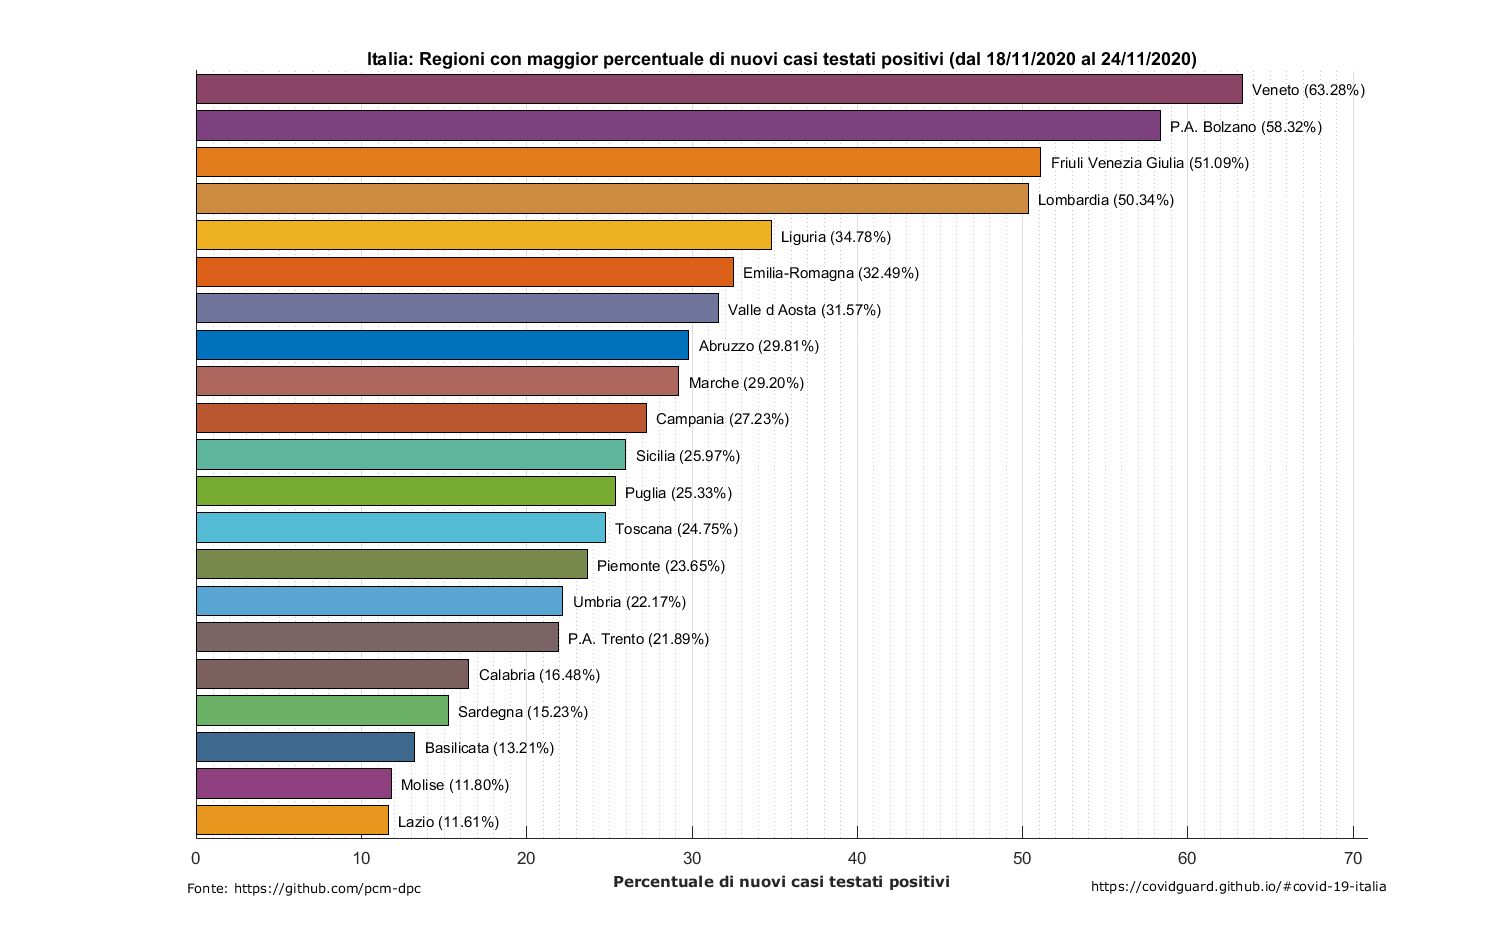 Italia: Regioni con maggior percentuale di nuovi casi testati positivi (dal 18/11/2020 al 24/11/2020)
Veneto (63.28%)
P.A. Bolzano (58.32%)
Friuli Venezia Giulia (51.09%)
Lombardia (50.34%)
Liguria (34.78%)
Emilia-Romagna (32.49%)
Valle d Aosta (31.57%)
Abruzzo (29.81%)
Marche (29.20%)
Campania (27.23%)
Sicilia (25.97%)
Puglia (25.33%)
Toscana (24.75%)
Piemonte (23.65%)
Umbria (22.17%)
P.A. Trento (21.89%)
Calabria (16.48%)
Sardegna (15.23%)
Basilicata (13.21%)
Molise (11.80%)
Lazio (11.61%)
0 10 20 30 40 50 60 70
Percentuale di nuovi casi testati positivi
Fonte: https://github.com/pcm-dpc
https://covidguard.github.io/#covid-19-italia